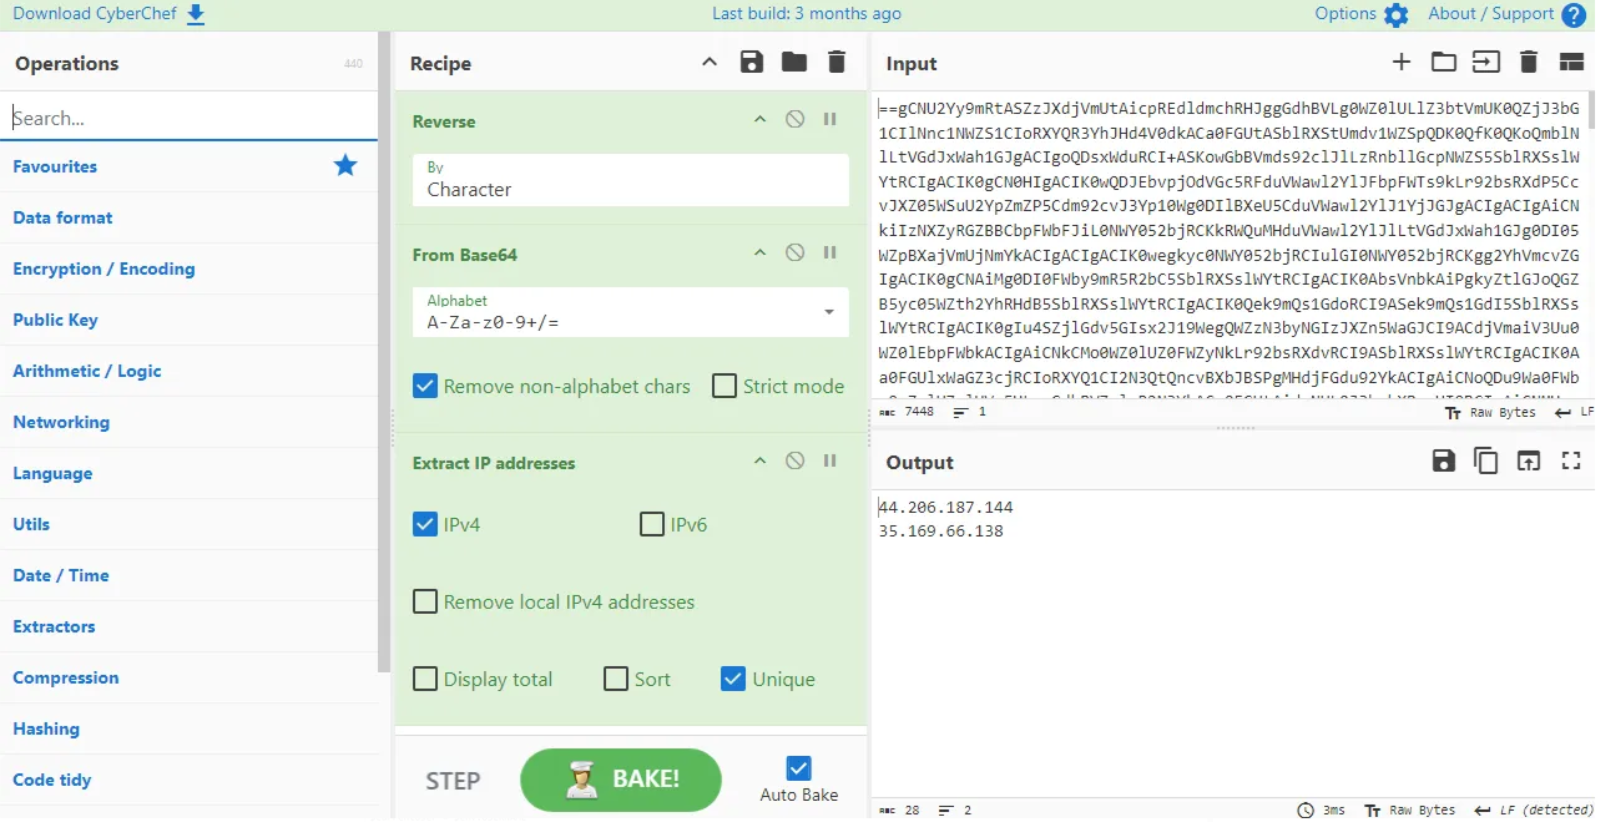 Download CyberChef
Last build: 3 months ago
Options
About / Support
Operations
440
Search...
Favourites
Data format
Encryption / Encoding
Public Key
Arithmetic / Logic
Networking
Language
Utils
Date / Time
Extractors
Compression
Hashing
Code tidy
Recipe
Reverse
By
Character
From Base64
Alphabet
A-Za-z0-9+/=
Remove non-alphabet chars
Strict mode
Extract IP addresses
IPv4
IPv6
Remove local IPv4 addresses
Display total
Sort
Unique
STEP
BAKE!
Auto Bake
Input
==gCNU2Yy9mRtASZzJXdjVmUtAicpREdldmchRHJggGdhBVLg0WZ0lULlZ3btVmUK0QZjJ3bG
1CIlNnc1NWZS1CIoRXYQR3YhJHd4V0dkACa0FGUtASblRXStUmdv1WZSpQDK0QfK0QKoQmblN
lLtVGdJxWah1GJgACIgoQDsxWduRCI+ASKowGbBVmds92clJlLzRnbllGcpNWZS5SblRXSslW
YtRCIgACIK0gCN0HIgACIK0wQDJEbvpjOdVGc5RFduVWawl2YlJFbpFWTs9kLr92bsRXdP5Cc
vJXZ05WSuU2YpZmZP5Cdm92cvJ3Yp10Wg0DIlBXeU5CduVWawl2YlJ1YjJGJgACIgACIgAiCN
kiIzNXZyRGZBBCbpFWbFJiL0NWY052bjRCKkRWQuMHduVWawl2YlJlLtVGdJxWah1GJg0DI05
WZpBXajVmUjNmYkACIgACIgACIK0wegkyc0NWY052bjRCIulGI0NWY052bjRCKgg2YhVmcvZG
IgACIK0gCNAiMg0DI0FWby9mR5R2bC5SblRXSslWYtRCIgACIK0AbsVnbkAiPgkyZtlGJoQGZ
B5yc05WZth2YhRHdB5SblRXSslWYtRCIgACIK0Qek9mQs1GdoRCI9ASek9mQs1GdI5SblRXSs
lWYtRCIgACIK0gIu4SZjlGdv5GIsx2J19WegQWZzN3byNGIzJXZn5WaGJCI9ACdjVmaiV3Uu0
WZ0lEbpFWbkACIgAiCNkCMo0WZ0lUZ0FWZyNkLr92bsRXdvRCI9ASblRXSslWYtRCIgACIK0A
a0FGUlxWaGZ3cjRCIoRXYQ1CI2N3QtQncvBXbJBSPgMHdjFGdu92YkACIgAiCNoQDu9Wa0FWb
7448
1
Raw Bytes
LF
Output
44.206.187.144
35.169.66.138
28
2
3ms
Raw Bytes
LF (detected)